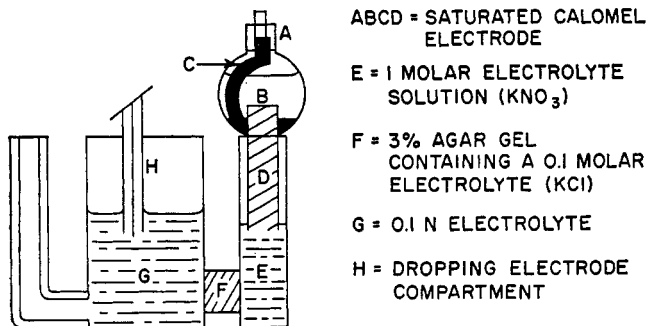 A
C
B
H
D
G
E
F
ABCD = SATURATED CALOMEL
ELECTRODE
E = 1 MOLAR ELECTROLYTE
SOLUTION (KNO₃)
F = 3% AGAR GEL
CONTAINING A 0.1 MOLAR
ELECTROLYTE (KCl)
G = 0.1 N ELECTROLYTE
H = DROPPING ELECTRODE
COMPARTMENT